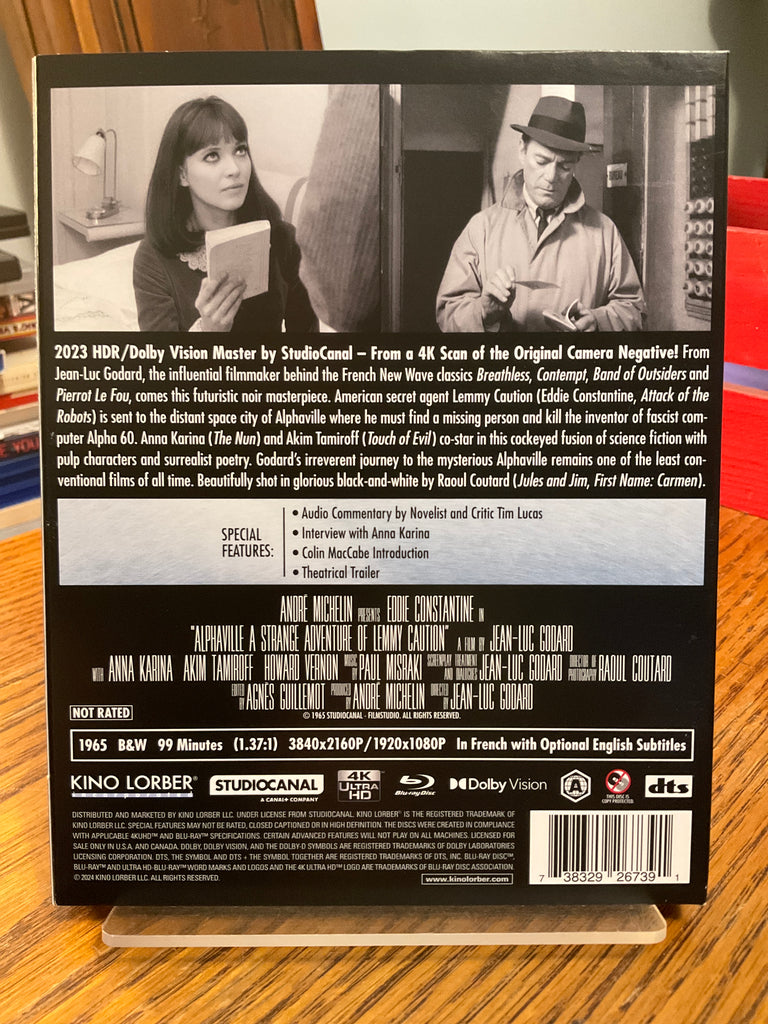 2023 HDR/Dolby Vision Master by StudioCanal – From a 4K Scan of the Original Camera Negative! From
Jean-Luc Godard, the influential filmmaker behind the French New Wave classics Breathless, Contempt, Band of Outsiders and
Pierrot Le Fou, comes this futuristic noir masterpiece. American secret agent Lemmy Caution (Eddie Constantine, Attack of the
Robots) is sent to the distant space city of Alphaville where he must find a missing person and kill the inventor of fascist com-
puter Alpha 60. Anna Karina (The Nun) and Akim Tamiroff (Touch of Evil) co-star in this cockeyed fusion of science fiction with
pulp characters and surrealist poetry. Godard's irreverent journey to the mysterious Alphaville remains one of the least con-
ventional films of all time. Beautifully shot in glorious black-and-white by Raoul Coutard (Jules and Jim, First Name: Carmen).
SPECIAL
FEATURES:
• Audio Commentary by Novelist and Critic Tim Lucas
• Interview with Anna Karina
• Colin MacCabe Introduction
• Theatrical Trailer
ANDRÉ MICHELIN PRESENTS EDDIE CONSTANTINE IN
"ALPHAVILLE A STRANGE ADVENTURE OF LEMMY CAUTION" A FILM BY JEAN-LUC GODARD
WITH ANNA KARINA AKIM TAMIROFF HOWARD VERNON MUSIC BY PAUL MISRAKI SCREENPLAY TREATMENT AND DIALOGUES JEAN-LUC GODARD DIRECTOR OF PHOTOGRAPHY RAOUL COUTARD
EDITED BY AGNÈS GUILLEMOT PRODUCED BY ANDRÉ MICHELIN DIRECTED BY JEAN-LUC GODARD
© 1965 STUDIOCANAL - FILMSTUDIO. ALL RIGHTS RESERVED.
NOT RATED
1965 B&W 99 Minutes (1.37:1) 3840x2160P/1920x1080P In French with Optional English Subtitles
KINO LORBER®
STUDIOCANAL
A CANAL+ COMPANY
4K
ULTRA HD
Blu-ray Disc
Dolby Vision
A
THIS DISC IS
COPY PROTECTED
dts
DISTRIBUTED AND MARKETED BY KINO LORBER LLC. UNDER LICENSE FROM STUDIOCANAL. KINO LORBER® IS THE REGISTERED TRADEMARK OF
KINO LORBER LLC. SPECIAL FEATURES MAY NOT BE RATED, CLOSED CAPTIONED OR IN HIGH DEFINITION. THE DISCS WERE CREATED IN COMPLIANCE
WITH APPLICABLE 4KUHD™ AND BLU-RAY™ SPECIFICATIONS. CERTAIN ADVANCED FEATURES WILL NOT PLAY ON ALL MACHINES. LICENSED FOR
SALE ONLY IN U.S.A. AND CANADA. DOLBY, DOLBY VISION, AND THE DOUBLE-D SYMBOLS ARE REGISTERED TRADEMARKS OF DOLBY LABORATORIES
LICENSING CORPORATION. DTS, THE SYMBOL AND DTS + THE SYMBOL TOGETHER ARE REGISTERED TRADEMARKS OF DTS, INC. BLU-RAY DISC™,
BLU-RAY™ AND ULTRA HD-BLU-RAY™ WORD MARKS AND LOGOS AND THE 4K ULTRA HD™ LOGO ARE TRADEMARKS OF BLU-RAY DISC ASSOCIATION.
© 2024 KINO LORBER LLC. ALL RIGHTS RESERVED.
www.kinolorber.com
7 38329 26739 1